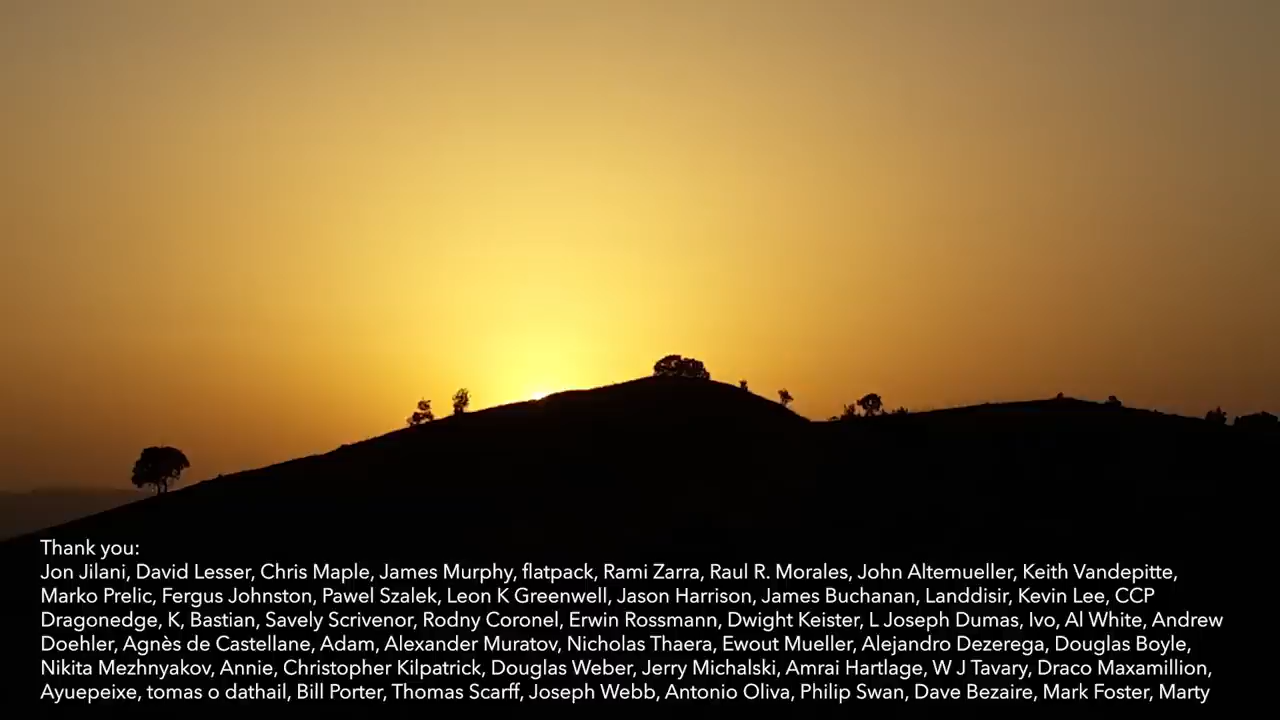 Thank you:
Jon Jilani, David Lesser, Chris Maple, James Murphy, flatpack, Rami Zarra, Raul R. Morales, John Altemueller, Keith Vandepitte,
Marko Prelic, Fergus Johnston, Pawel Szalek, Leon K Greenwell, Jason Harrison, James Buchanan, Landdisir, Kevin Lee, CCP
Dragonedge, K, Bastian, Savely Scrivenor, Rodny Coronel, Erwin Rossmann, Dwight Keister, L Joseph Dumas, Ivo, Al White, Andrew
Doehler, Agnès de Castellane, Adam, Alexander Muratov, Nicholas Thaera, Ewout Mueller, Alejandro Dezerega, Douglas Boyle,
Nikita Mezhnyakov, Annie, Christopher Kilpatrick, Douglas Weber, Jerry Michalski, Amrai Hartlage, W J Tavary, Draco Maxamillion,
Ayuepeixe, tomas o dathail, Bill Porter, Thomas Scarff, Joseph Webb, Antonio Oliva, Philip Swan, Dave Bezaire, Mark Foster, Marty